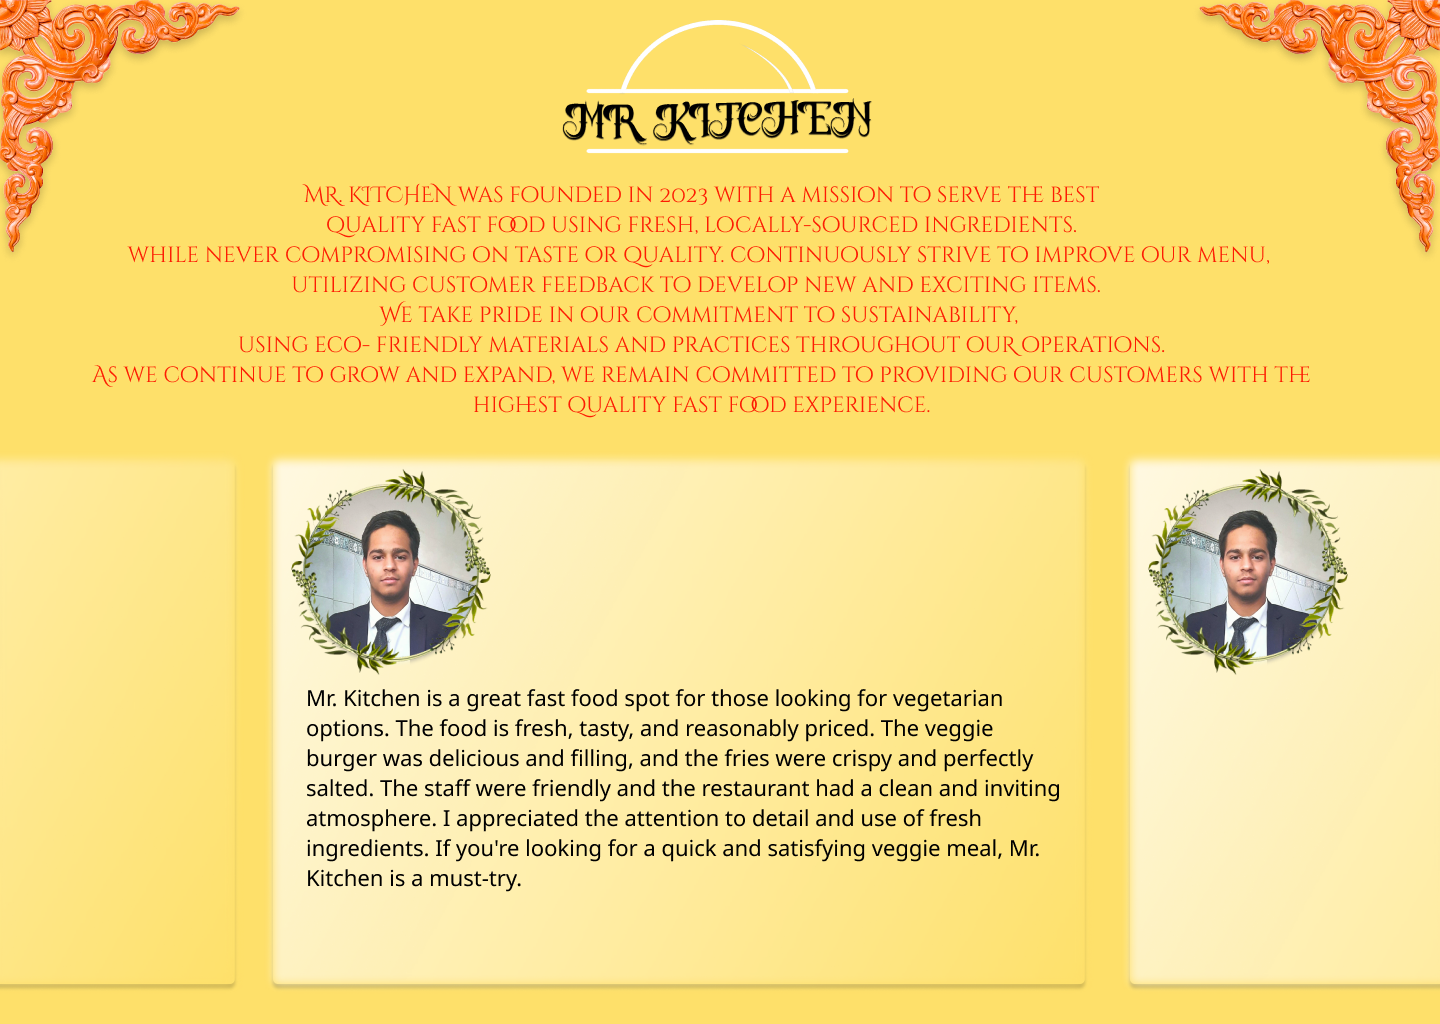 MR KITCHEN
MR. KITCHEN WAS FOUNDED IN 2023 WITH A MISSION TO SERVE THE BEST
QUALITY FAST FOOD USING FRESH, LOCALLY-SOURCED INGREDIENTS.
WHILE NEVER COMPROMISING ON TASTE OR QUALITY. CONTINUOUSLY STRIVE TO IMPROVE OUR MENU,
UTILIZING CUSTOMER FEEDBACK TO DEVELOP NEW AND EXCITING ITEMS.
WE TAKE PRIDE IN OUR COMMITMENT TO SUSTAINABILITY,
USING ECO- FRIENDLY MATERIALS AND PRACTICES THROUGHOUT OUR OPERATIONS.
AS WE CONTINUE TO GROW AND EXPAND, WE REMAIN COMMITTED TO PROVIDING OUR CUSTOMERS WITH THE
HIGHEST QUALITY FAST FOOD EXPERIENCE.
Mr. Kitchen is a great fast food spot for those looking for vegetarian
options. The food is fresh, tasty, and reasonably priced. The veggie
burger was delicious and filling, and the fries were crispy and perfectly
salted. The staff were friendly and the restaurant had a clean and inviting
atmosphere. I appreciated the attention to detail and use of fresh
ingredients. If you're looking for a quick and satisfying veggie meal, Mr.
Kitchen is a must-try.